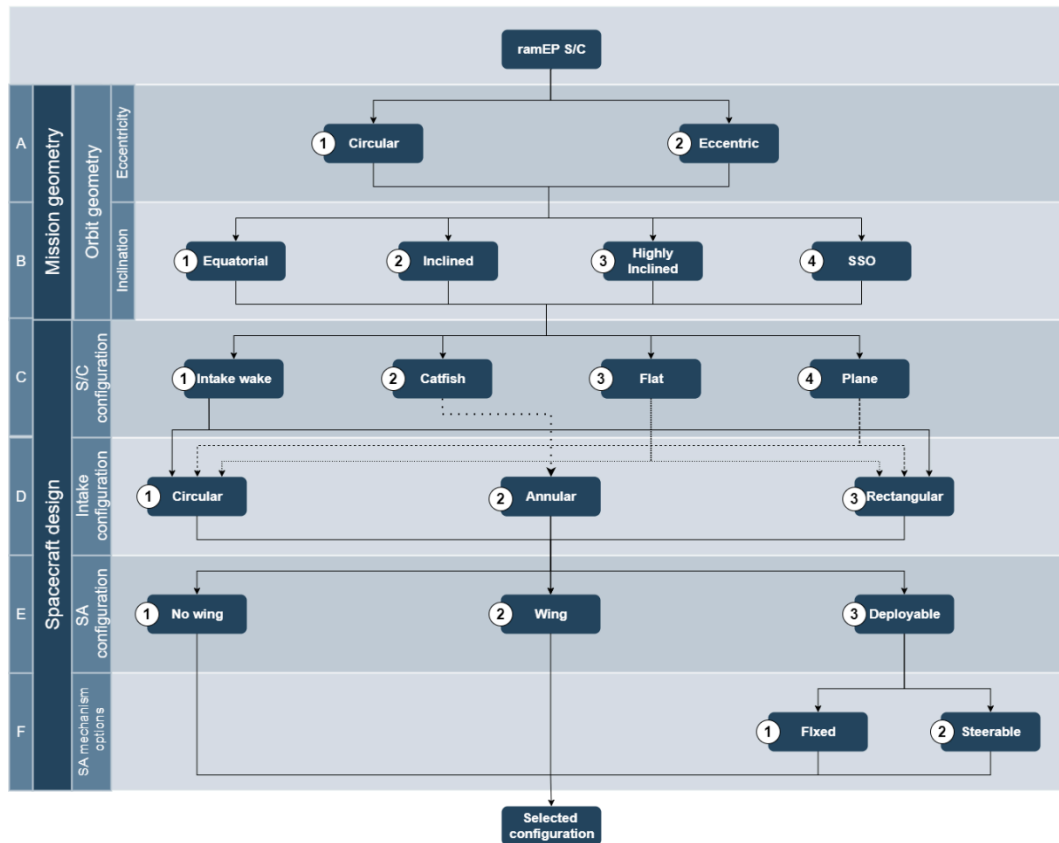 ramEP S/C
A
Mission geometry
Orbit geometry
Eccentricity
1 Circular
2 Eccentric
B
Inclination
1 Equatorial
2 Inclined
3 Highly
Inclined
4 SSO
C
Spacecraft design
S/C
configuration
1 Intake wake
2 Catfish
3 Flat
4 Plane
D
Intake
configuration
1 Circular
2 Annular
3 Rectangular
E
SA
configuration
1 No wing
2 Wing
3 Deployable
F
SA mechanism
options
1 FIxed
2 Steerable
Selected
configuration